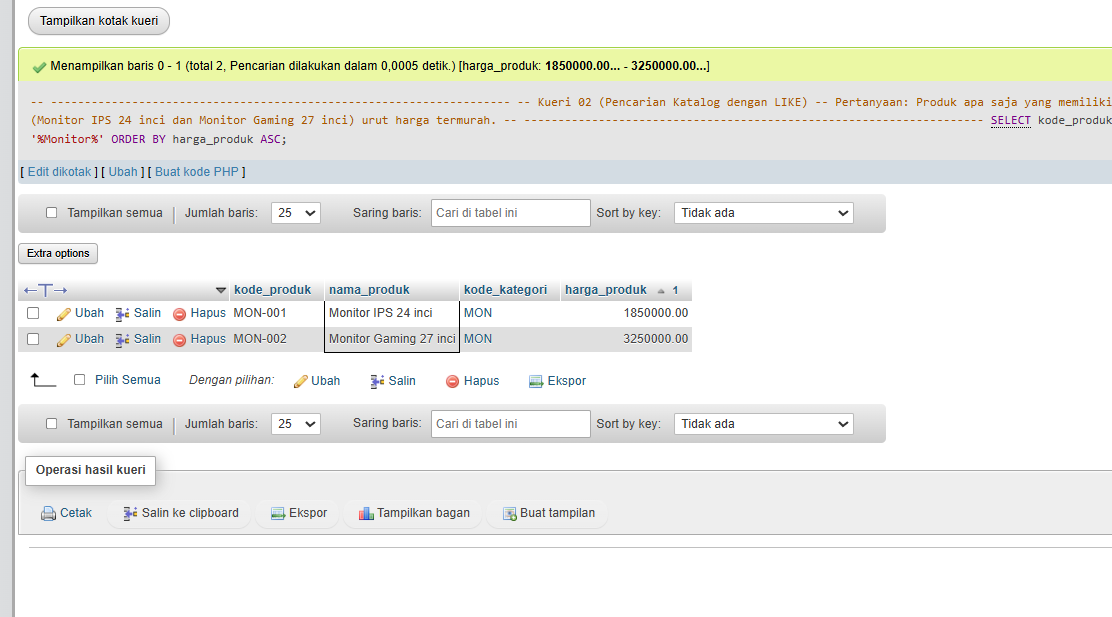 Tampilkan kotak kueri
Menampilkan baris 0 - 1 (total 2, Pencarian dilakukan dalam 0,0005 detik.) [harga_produk: 1850000.00... - 3250000.00...]
-- -------------------------------------------------------------------- -- Kueri 02 (Pencarian Katalog dengan LIKE) -- Pertanyaan: Produk apa saja yang memiliki
(Monitor IPS 24 inci dan Monitor Gaming 27 inci) urut harga termurah. -- -------------------------------------------------------------------- SELECT kode_produk
'%Monitor%' ORDER BY harga_produk ASC;
[ Edit dikotak ] [ Ubah ] [ Buat kode PHP ]
Tampilkan semua | Jumlah baris: 25 Saring baris: Cari di tabel ini Sort by key: Tidak ada
Extra options
←T→ kode_produk nama_produk kode_kategori harga_produk 1
Ubah Salin Hapus MON-001 Monitor IPS 24 inci MON 1850000.00
Ubah Salin Hapus MON-002 Monitor Gaming 27 inci MON 3250000.00
Pilih Semua Dengan pilihan: Ubah Salin Hapus Ekspor
Tampilkan semua | Jumlah baris: 25 Saring baris: Cari di tabel ini Sort by key: Tidak ada
Operasi hasil kueri
Cetak Salin ke clipboard Ekspor Tampilkan bagan Buat tampilan